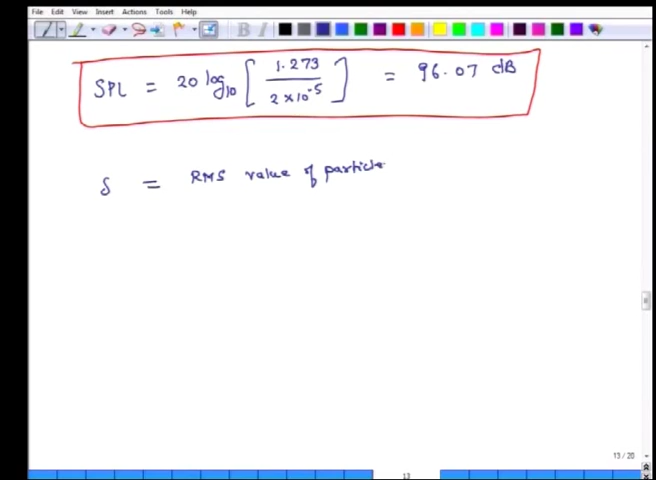 File Edit View Insert Actions Tools Help
B I
SPL = 20 log₁₀ [ 1.273 / 2 × 10⁻⁵ ] = 96.07 dB
δ = RMS value of particle
13 / 20
13